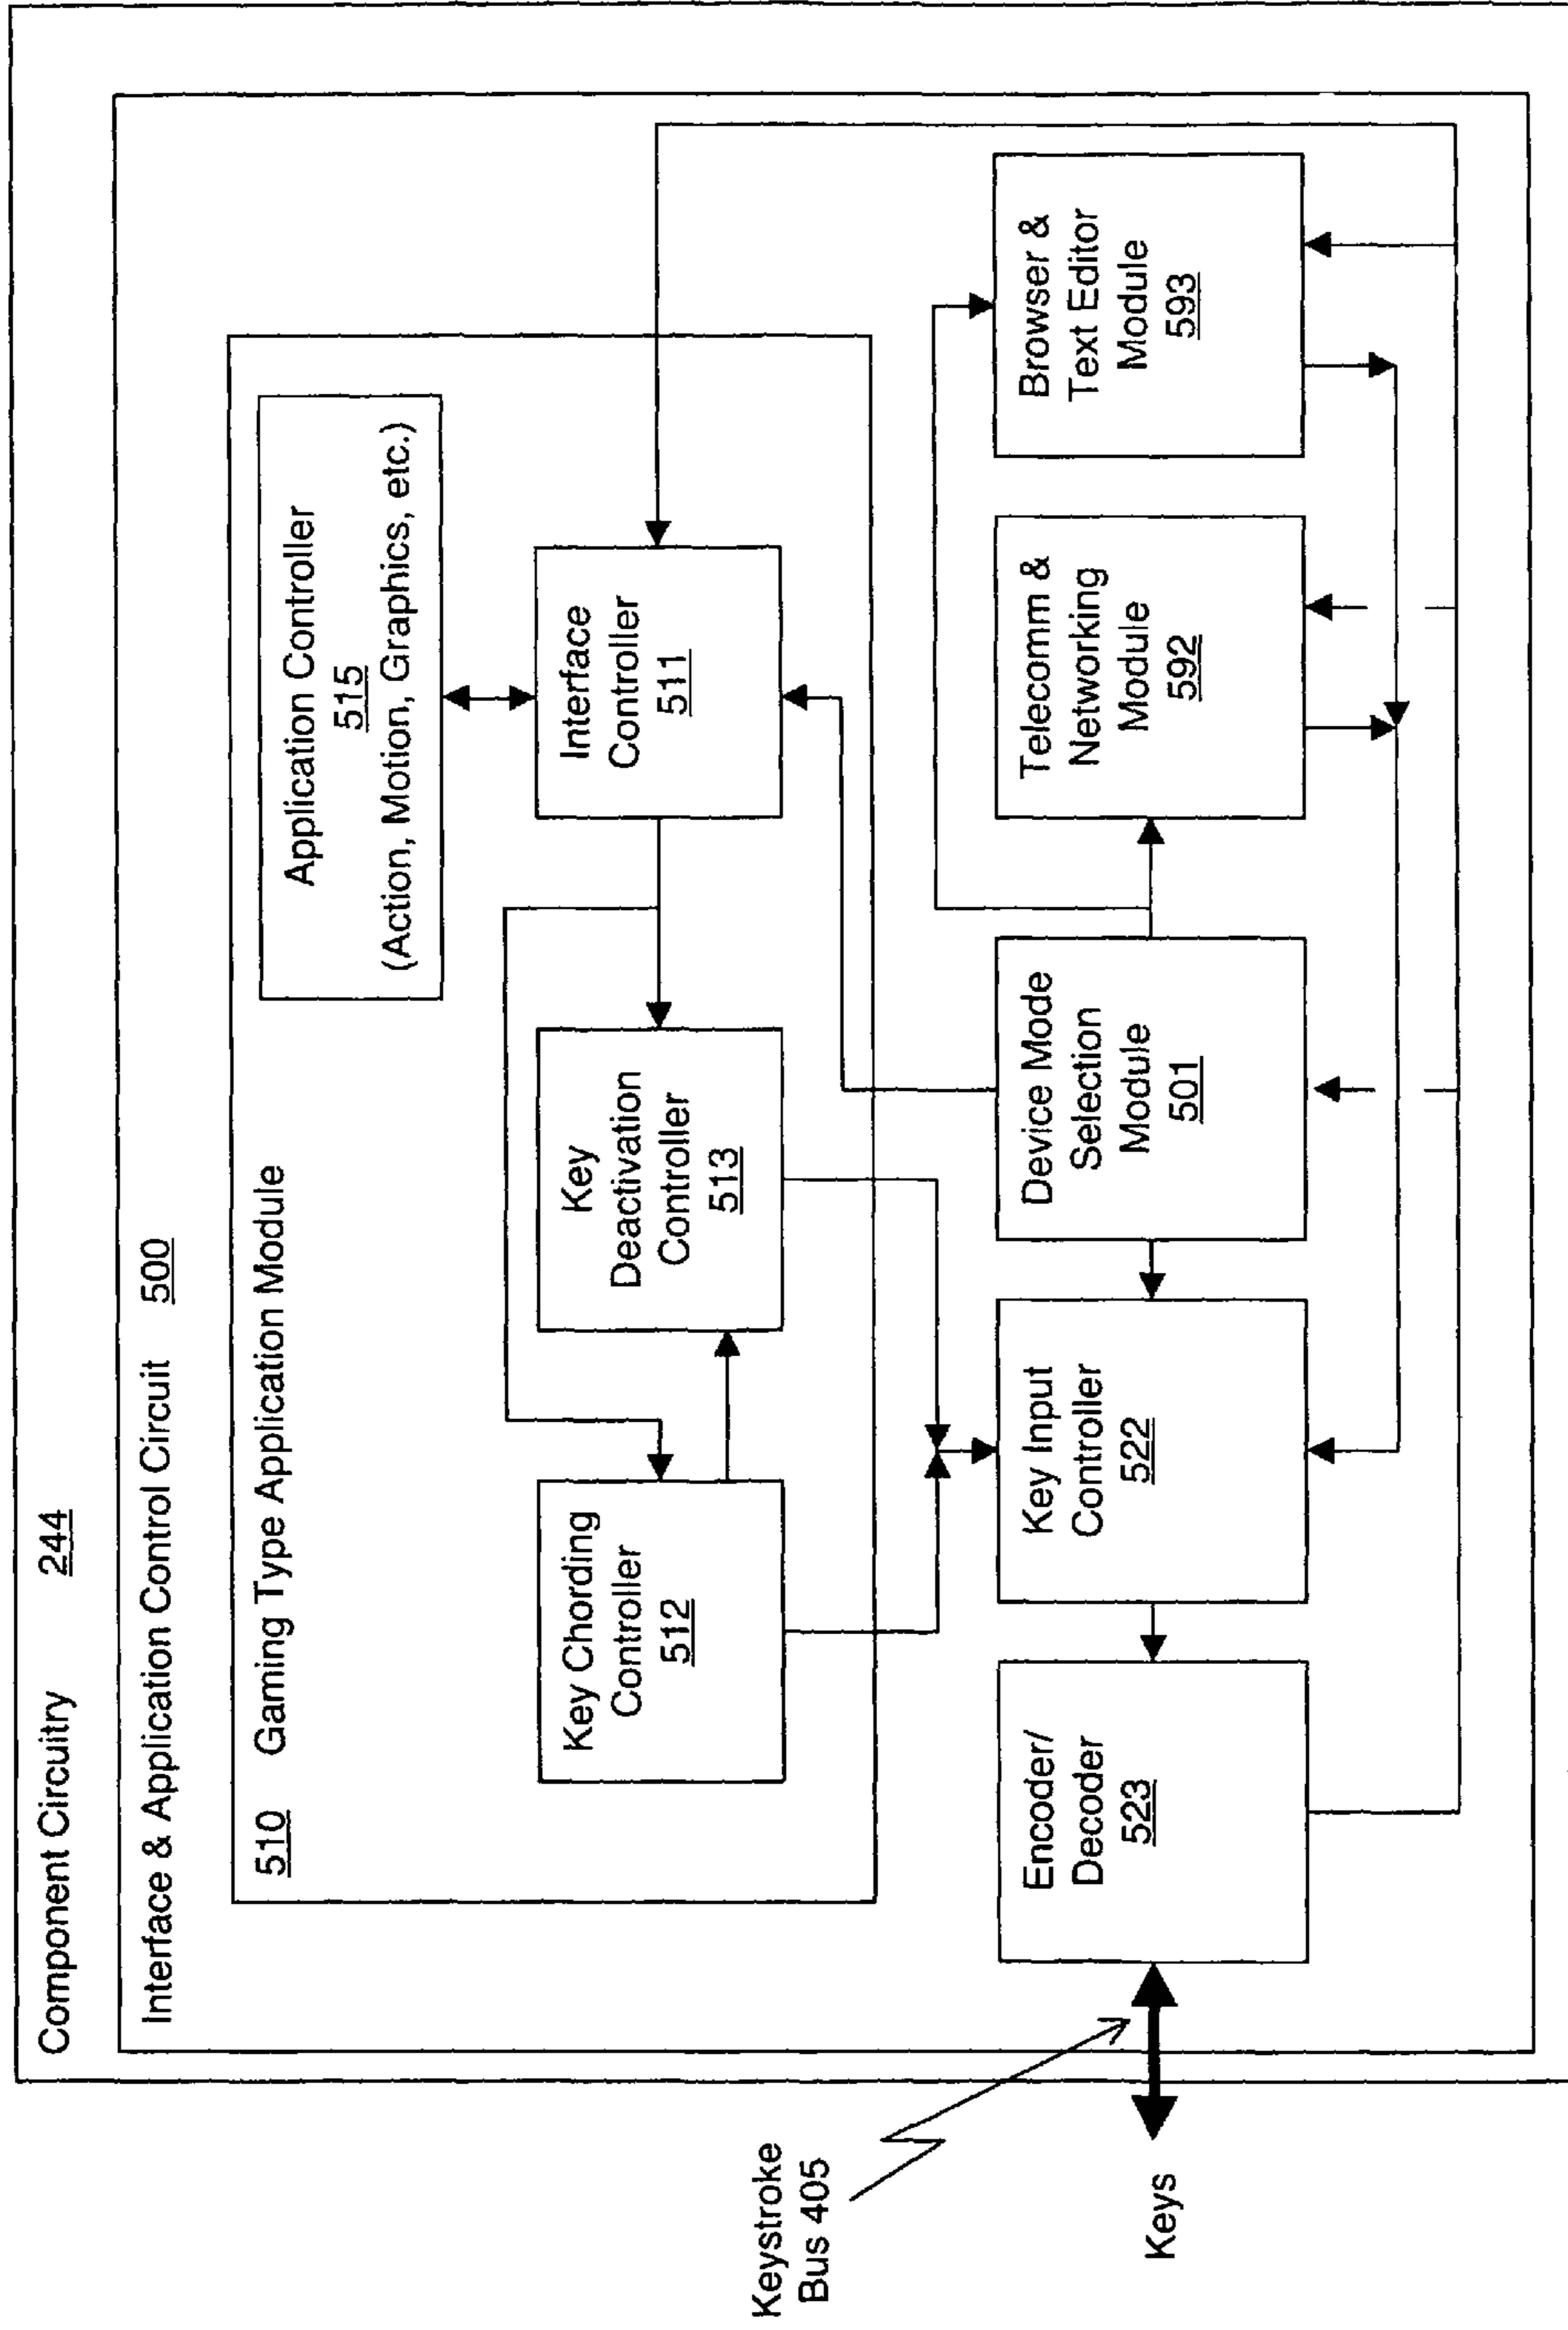 Component Circuitry 244
Interface & Application Control Circuit 500
510 Gaming Type Application Module
Application Controller
515
(Action, Motion, Graphics, etc.)
Key Chording
Controller
512
Key
Deactivation
Controller
513
Interface
Controller
511
Encoder/
Decoder
523
Key Input
Controller
522
Device Mode
Selection
Module
501
Telecomm &
Networking
Module
592
Browser &
Text Editor
Module
593
Keystroke
Bus 405
Keys